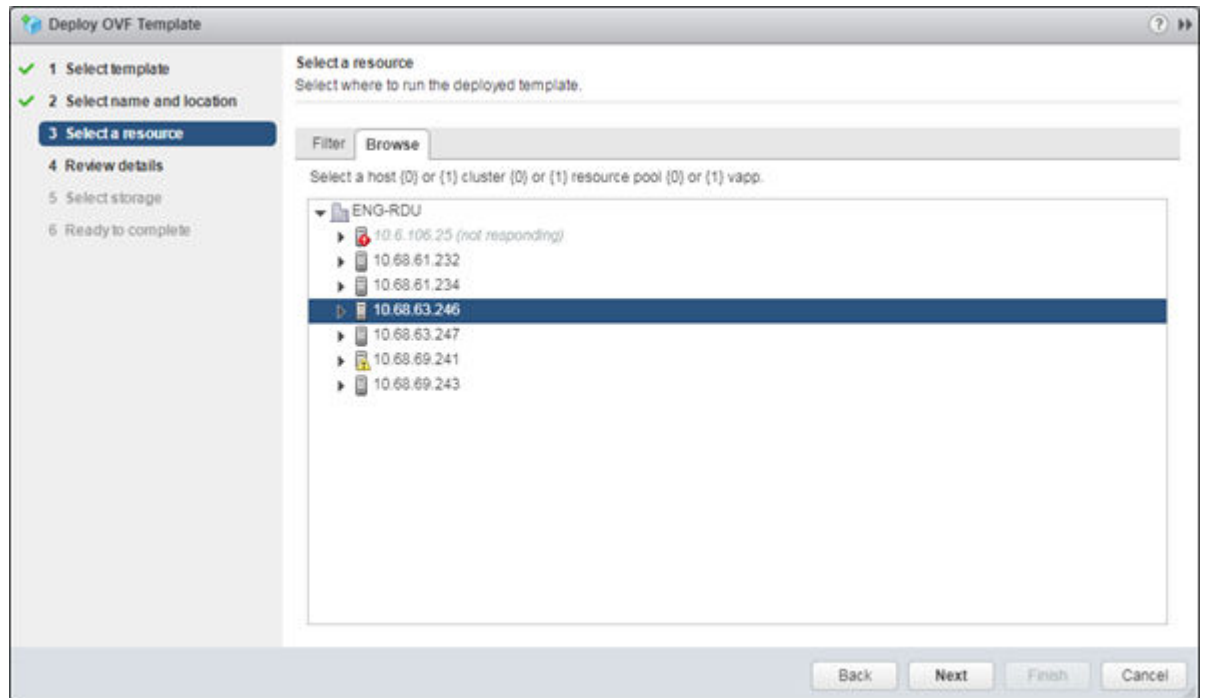 Deploy OVF Template
1 Select template
2 Select name and location
3 Select a resource
4 Review details
5 Select storage
6 Ready to complete
Select a resource
Select where to run the deployed template.
Filter Browse
Select a host {0} or {1} cluster {0} or {1} resource pool {0} or {1} vapp.
ENG-RDU
10.6.106.25 (not responding)
10.68.61.232
10.68.61.234
10.68.63.246
10.68.63.247
10.68.69.241
10.68.69.243
Back Next Finish Cancel